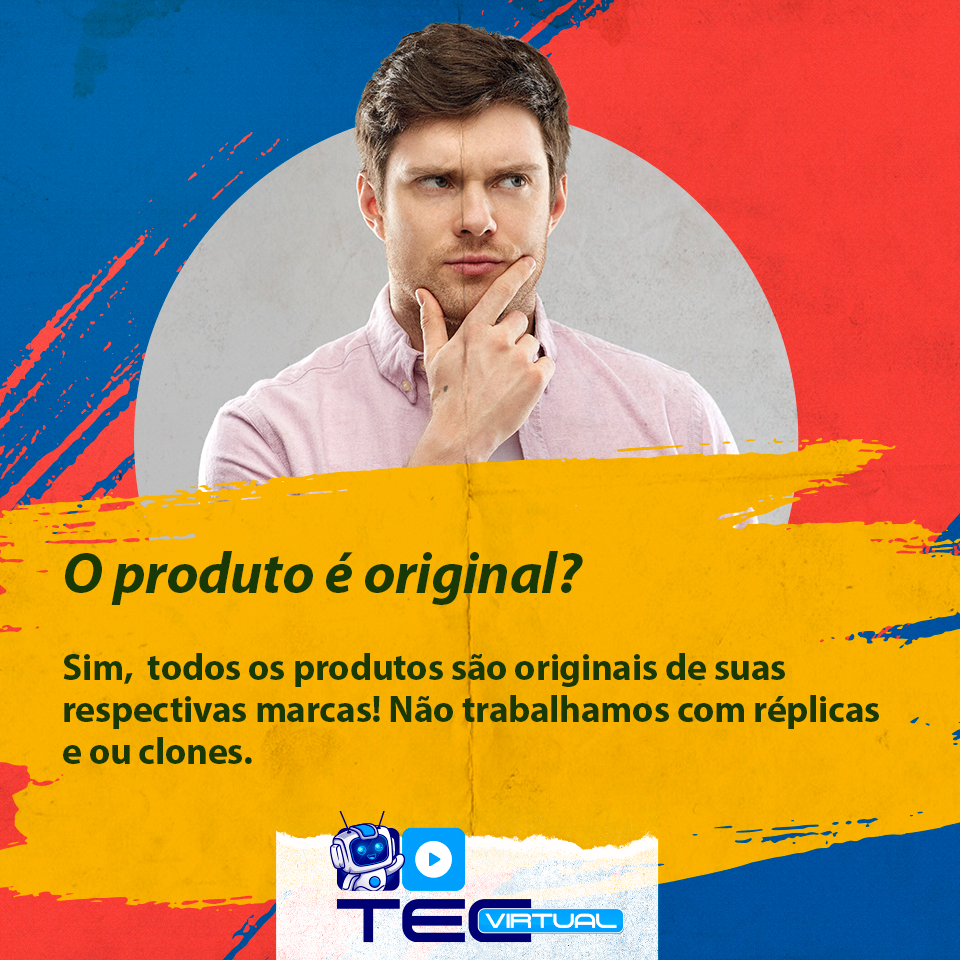 O produto é original?
Sim,  todos os produtos são originais de suas
respectivas marcas! Não trabalhamos com réplicas
e ou clones.
TEC VIRTUAL